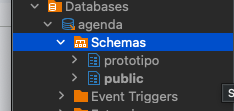 Databases
agenda
Schemas
prototipo
public
Event Triggers